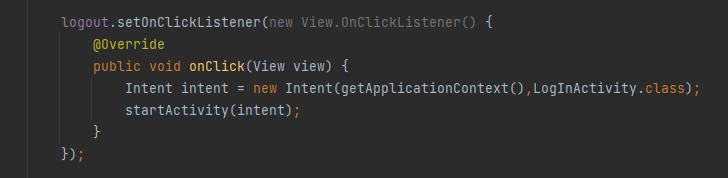 logout.setOnClickListener(new View.OnClickListener() {
@Override
public void onClick(View view) {
Intent intent = new Intent(getApplicationContext(),LogInActivity.class);
startActivity(intent);
}
});